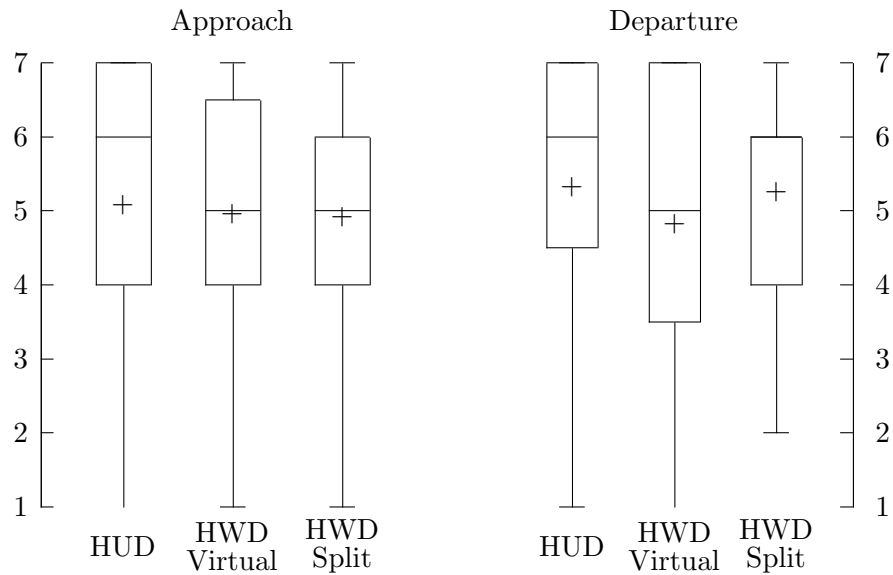 Approach
Departure
7
6
5
4
3
2
1
HUD
HWD
Virtual
HWD
Split
HUD
HWD
Virtual
HWD
Split
7
6
5
4
3
2
1